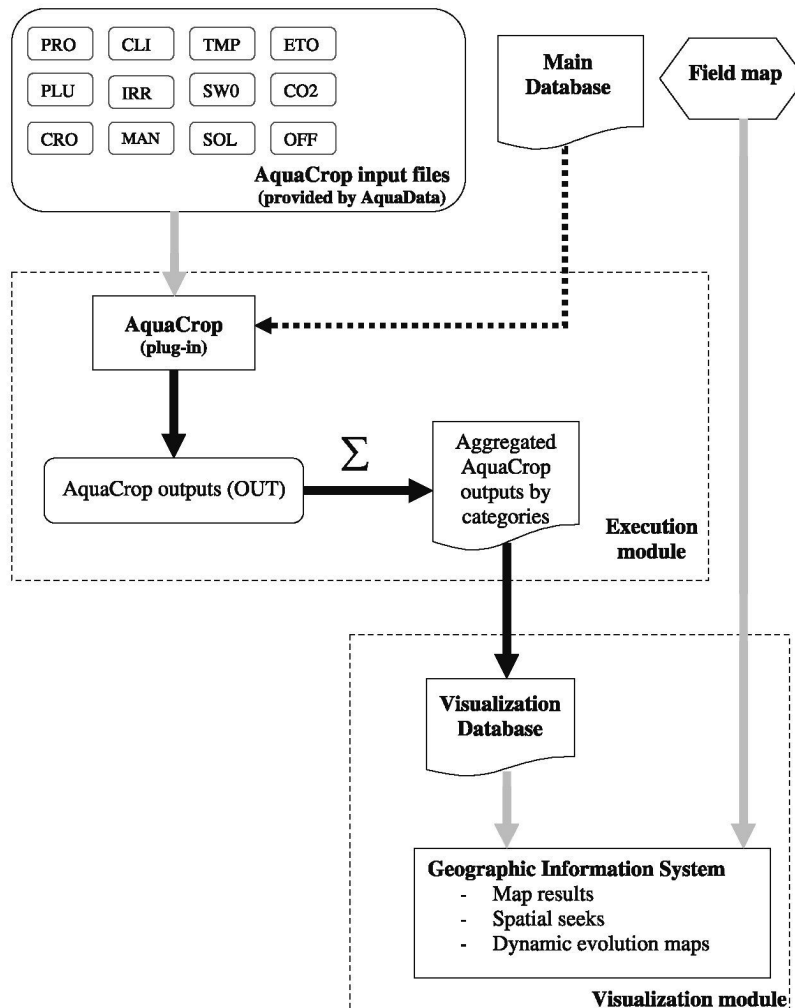 PRO CLI TMP ETO
PLU IRR SW0 CO2
CRO MAN SOL OFF
AquaCrop input files
(provided by AquaData)
Main
Database
Field map
AquaCrop
(plug-in)
AquaCrop outputs (OUT)
Σ
Aggregated
AquaCrop
outputs by
categories
Execution
module
Visualization
Database
Geographic Information System
- Map results
- Spatial seeks
- Dynamic evolution maps
Visualization module